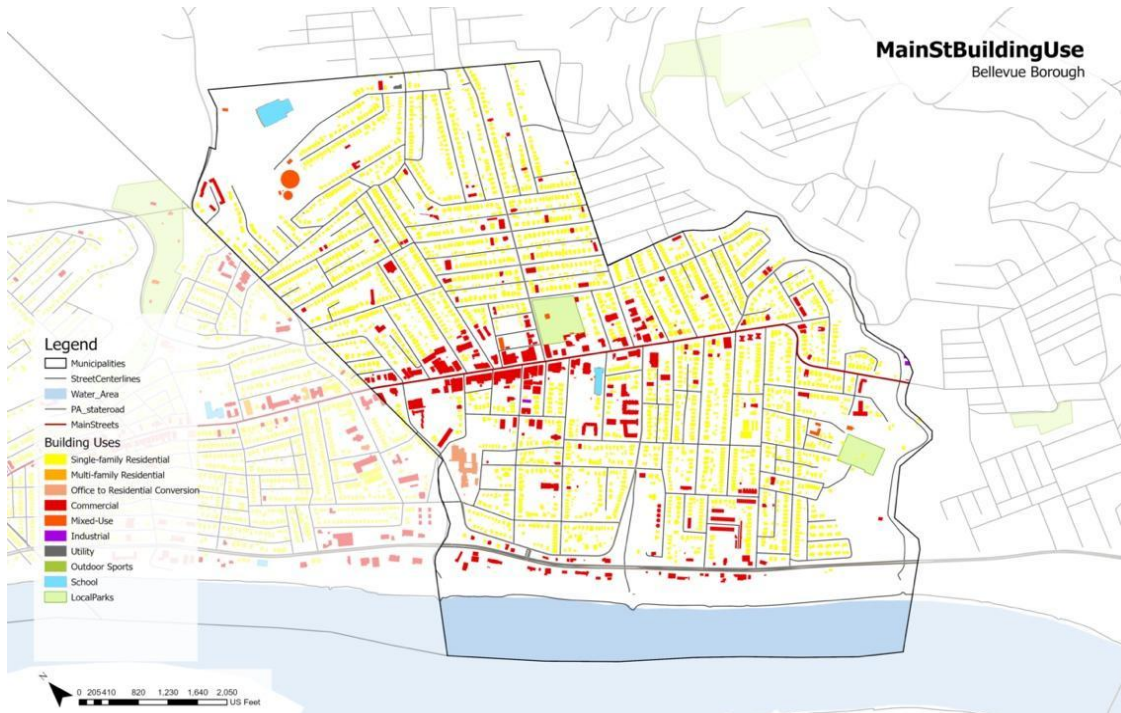 MainStBuildingUse
Bellevue Borough
Legend
Municipalities
StreetCenterlines
Water_Area
PA_stateroad
MainStreets
Building Uses
Single-family Residential
Multi-family Residential
Office to Residential Conversion
Commercial
Mixed-Use
Industrial
Utility
Outdoor Sports
School
LocalParks
N
0 205410 820 1,230 1,640 2,050
US Feet